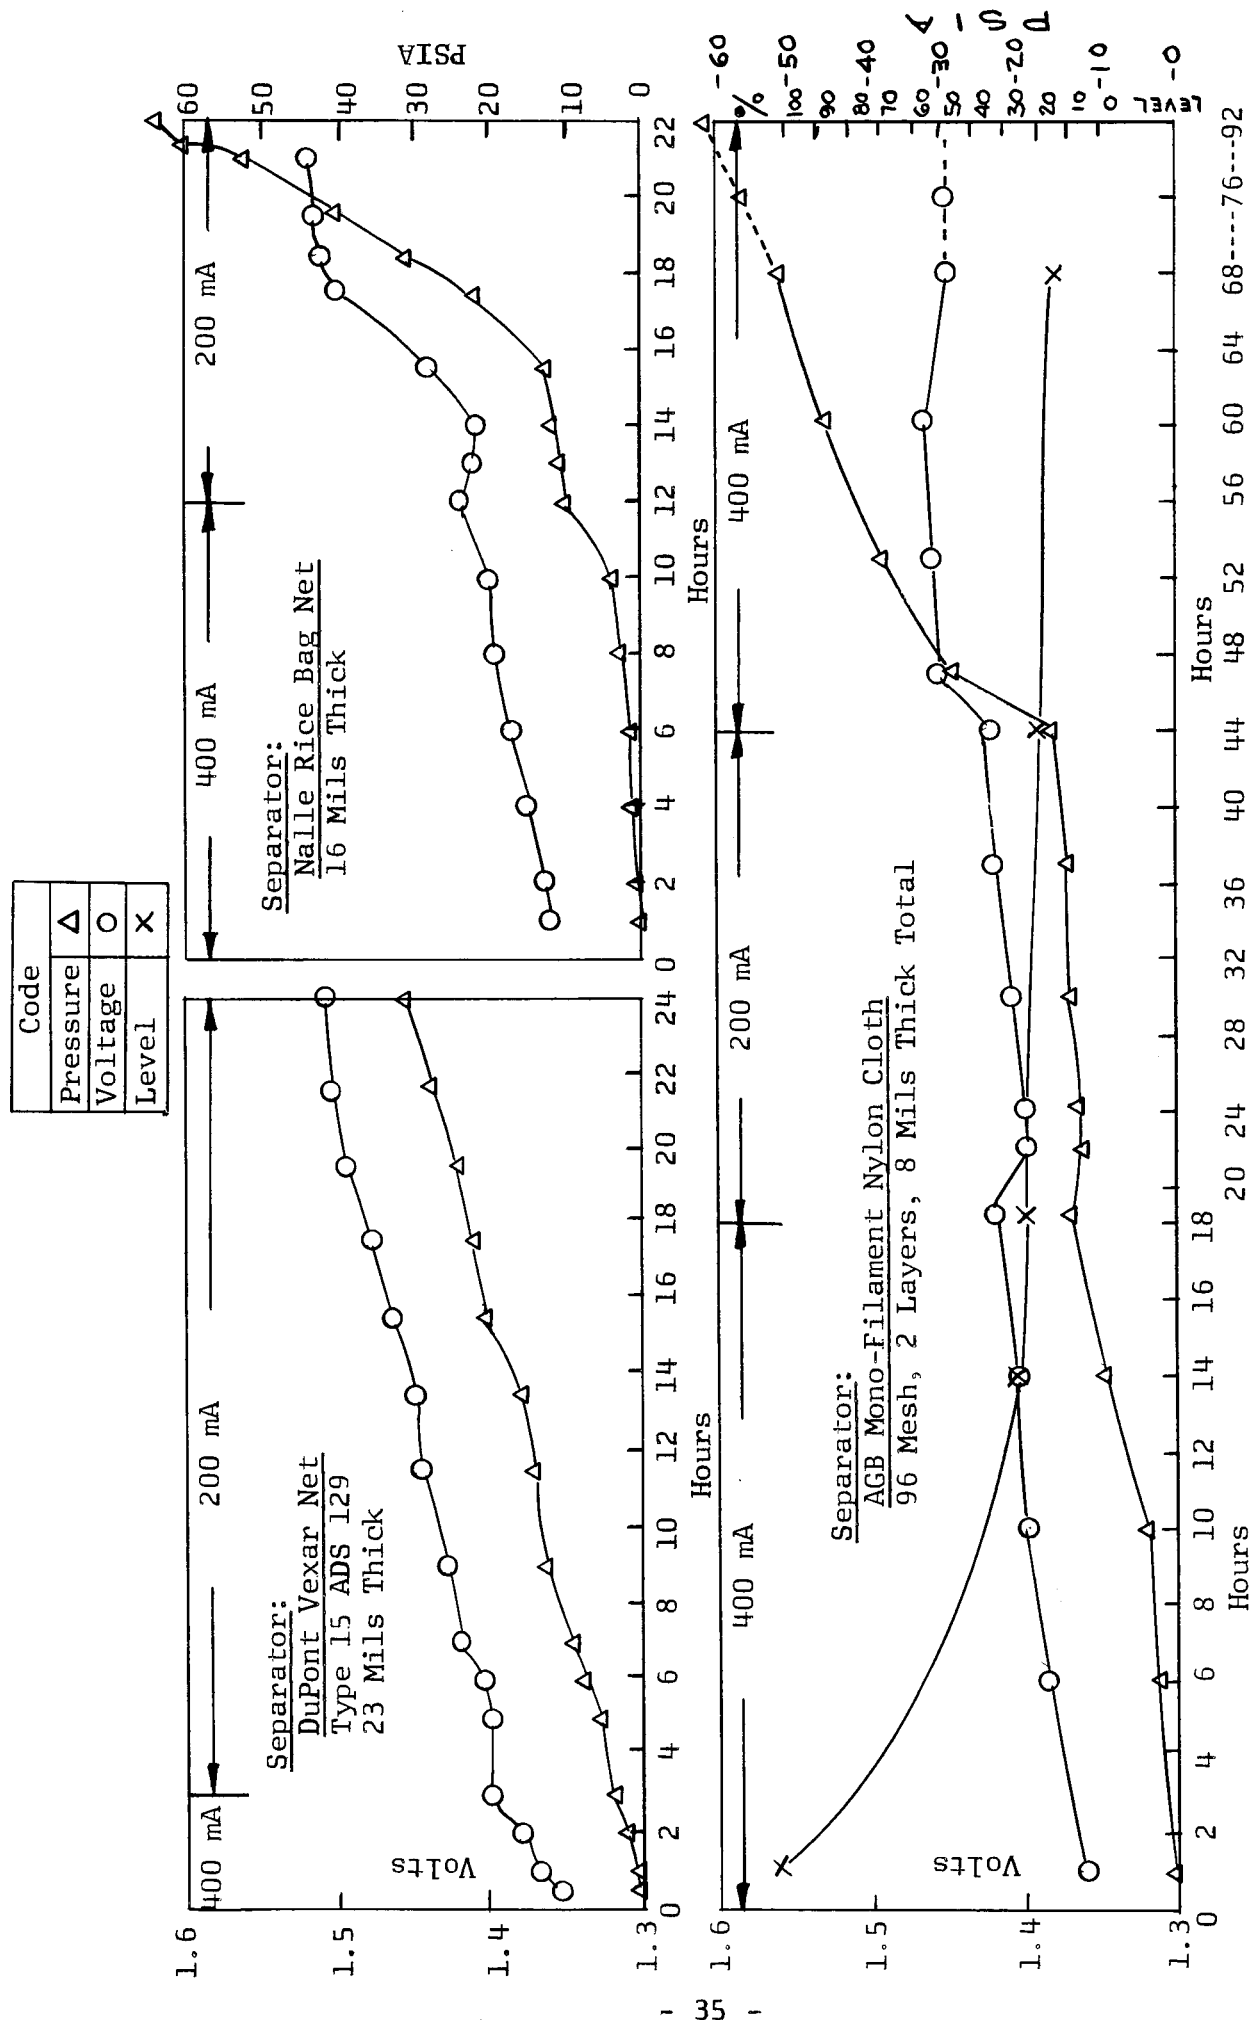 Code
Pressure △
Voltage ○
Level ×
400 mA
200 mA
Separator:
DuPont Vexar Net
Type 15 ADS 129
23 Mils Thick
Volts
1.6
1.5
1.4
1.3
0 2 4 6 8 10 12 14 16 18 20 22 24
Hours
400 mA
200 mA
Separator:
Nalle Rice Bag Net
16 Mils Thick
PSIA
60
50
40
30
20
10
0 2 4 6 8 10 12 14 16 18 20 22
Hours
400 mA
200 mA
400 mA
Separator:
AGB Mono-Filament Nylon Cloth
96 Mesh, 2 Layers, 8 Mils Thick Total
Volts
1.6
1.5
1.4
1.3
%
100
90
80
70
60
50
40
30
20
10
0
LEVEL
-60
-50
-40
-30
-20
-10
-0
PSIA
0 2 4 6 8 10 12 14 16 18 20 24 28 32 36 40 44 48 52 56 60 64 68----76---92
Hours
Hours
- 35 -